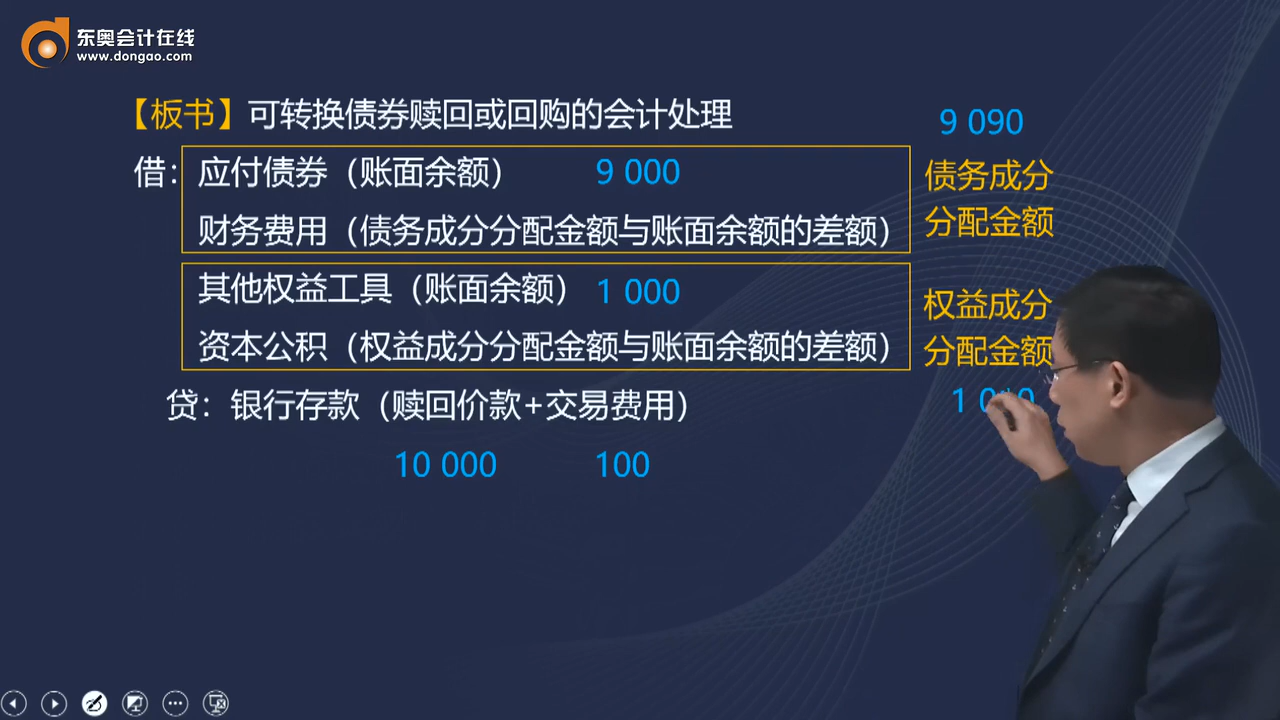 东奥会计在线
www.dongao.com
【板书】可转换债券赎回或回购的会计处理
9 090
借：应付债券（账面余额） 9 000
债务成分
分配金额
财务费用（债务成分分配金额与账面余额的差额）
其他权益工具（账面余额） 1 000
权益成分
分配金额
资本公积（权益成分分配金额与账面余额的差额）
贷：银行存款（赎回价款+交易费用）
10 000 100